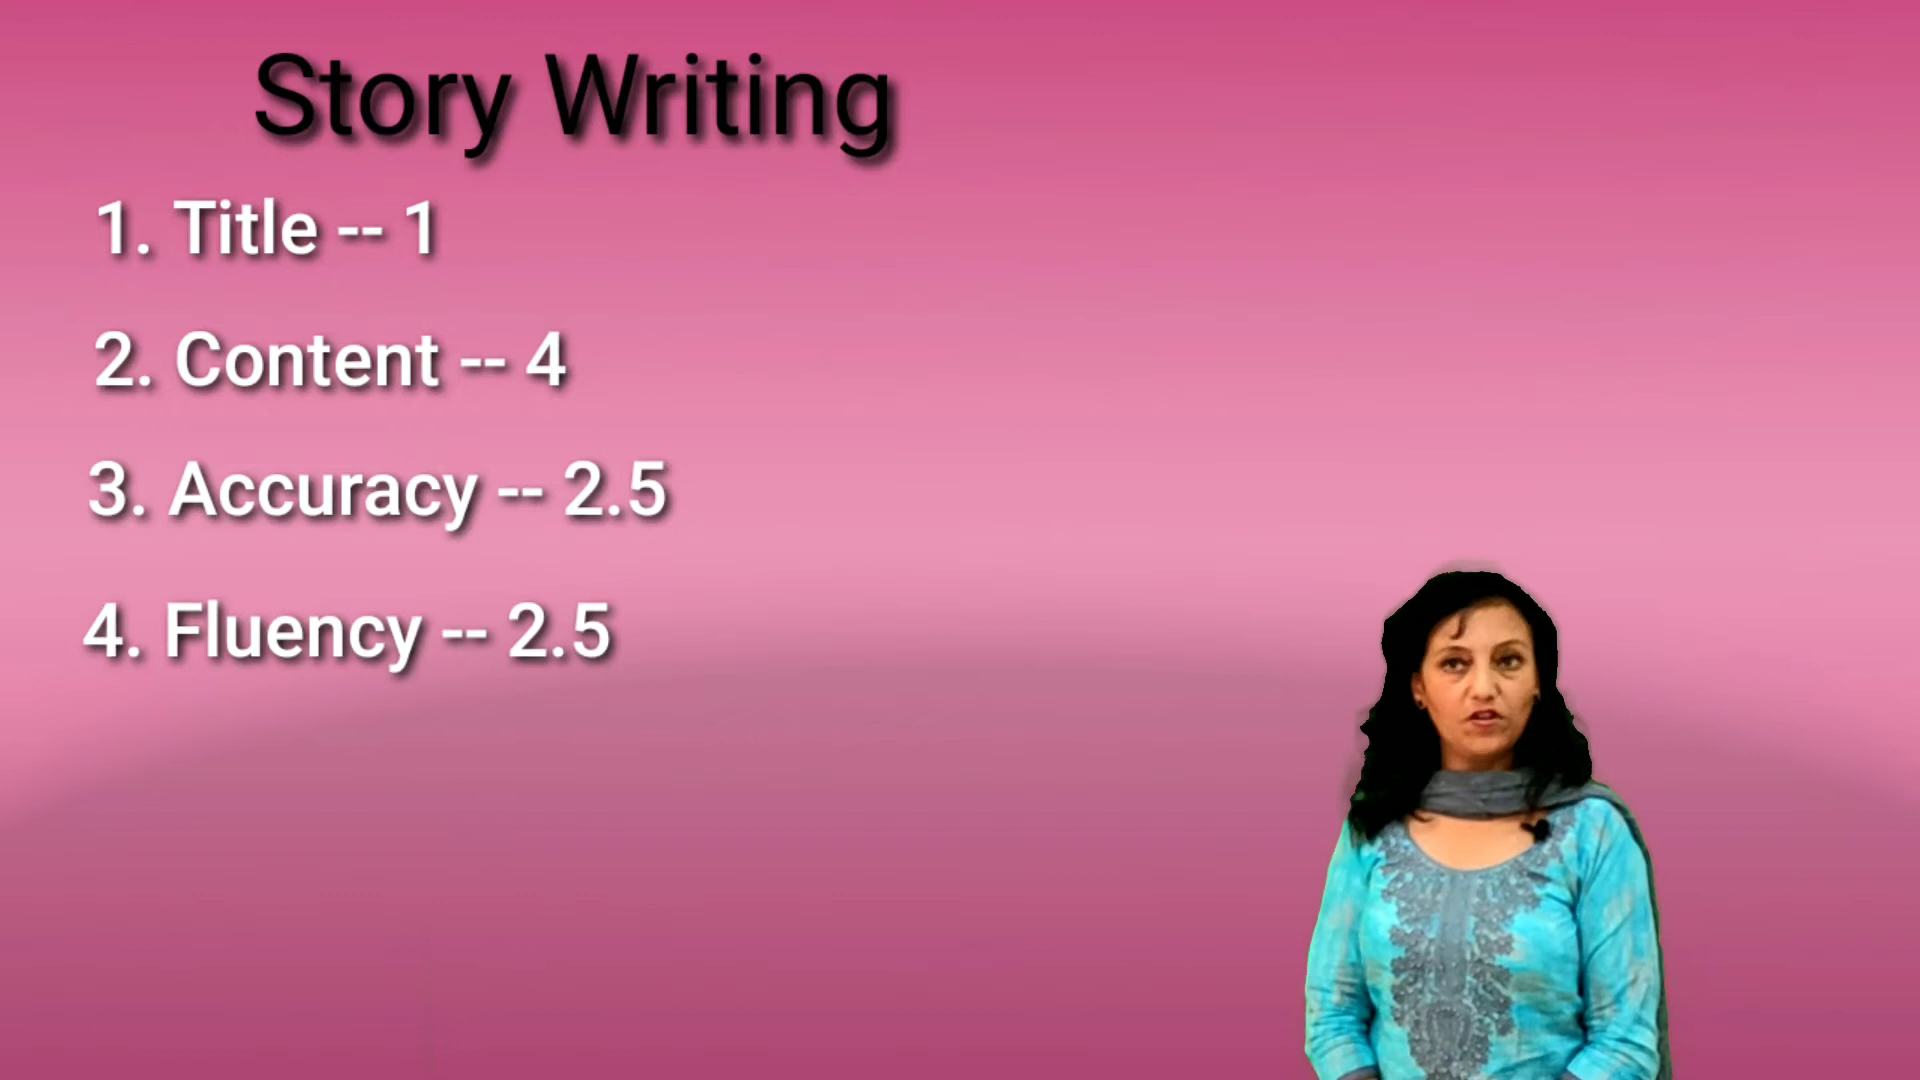 Story Writing
1. Title -- 1
2. Content -- 4
3. Accuracy -- 2.5
4. Fluency -- 2.5